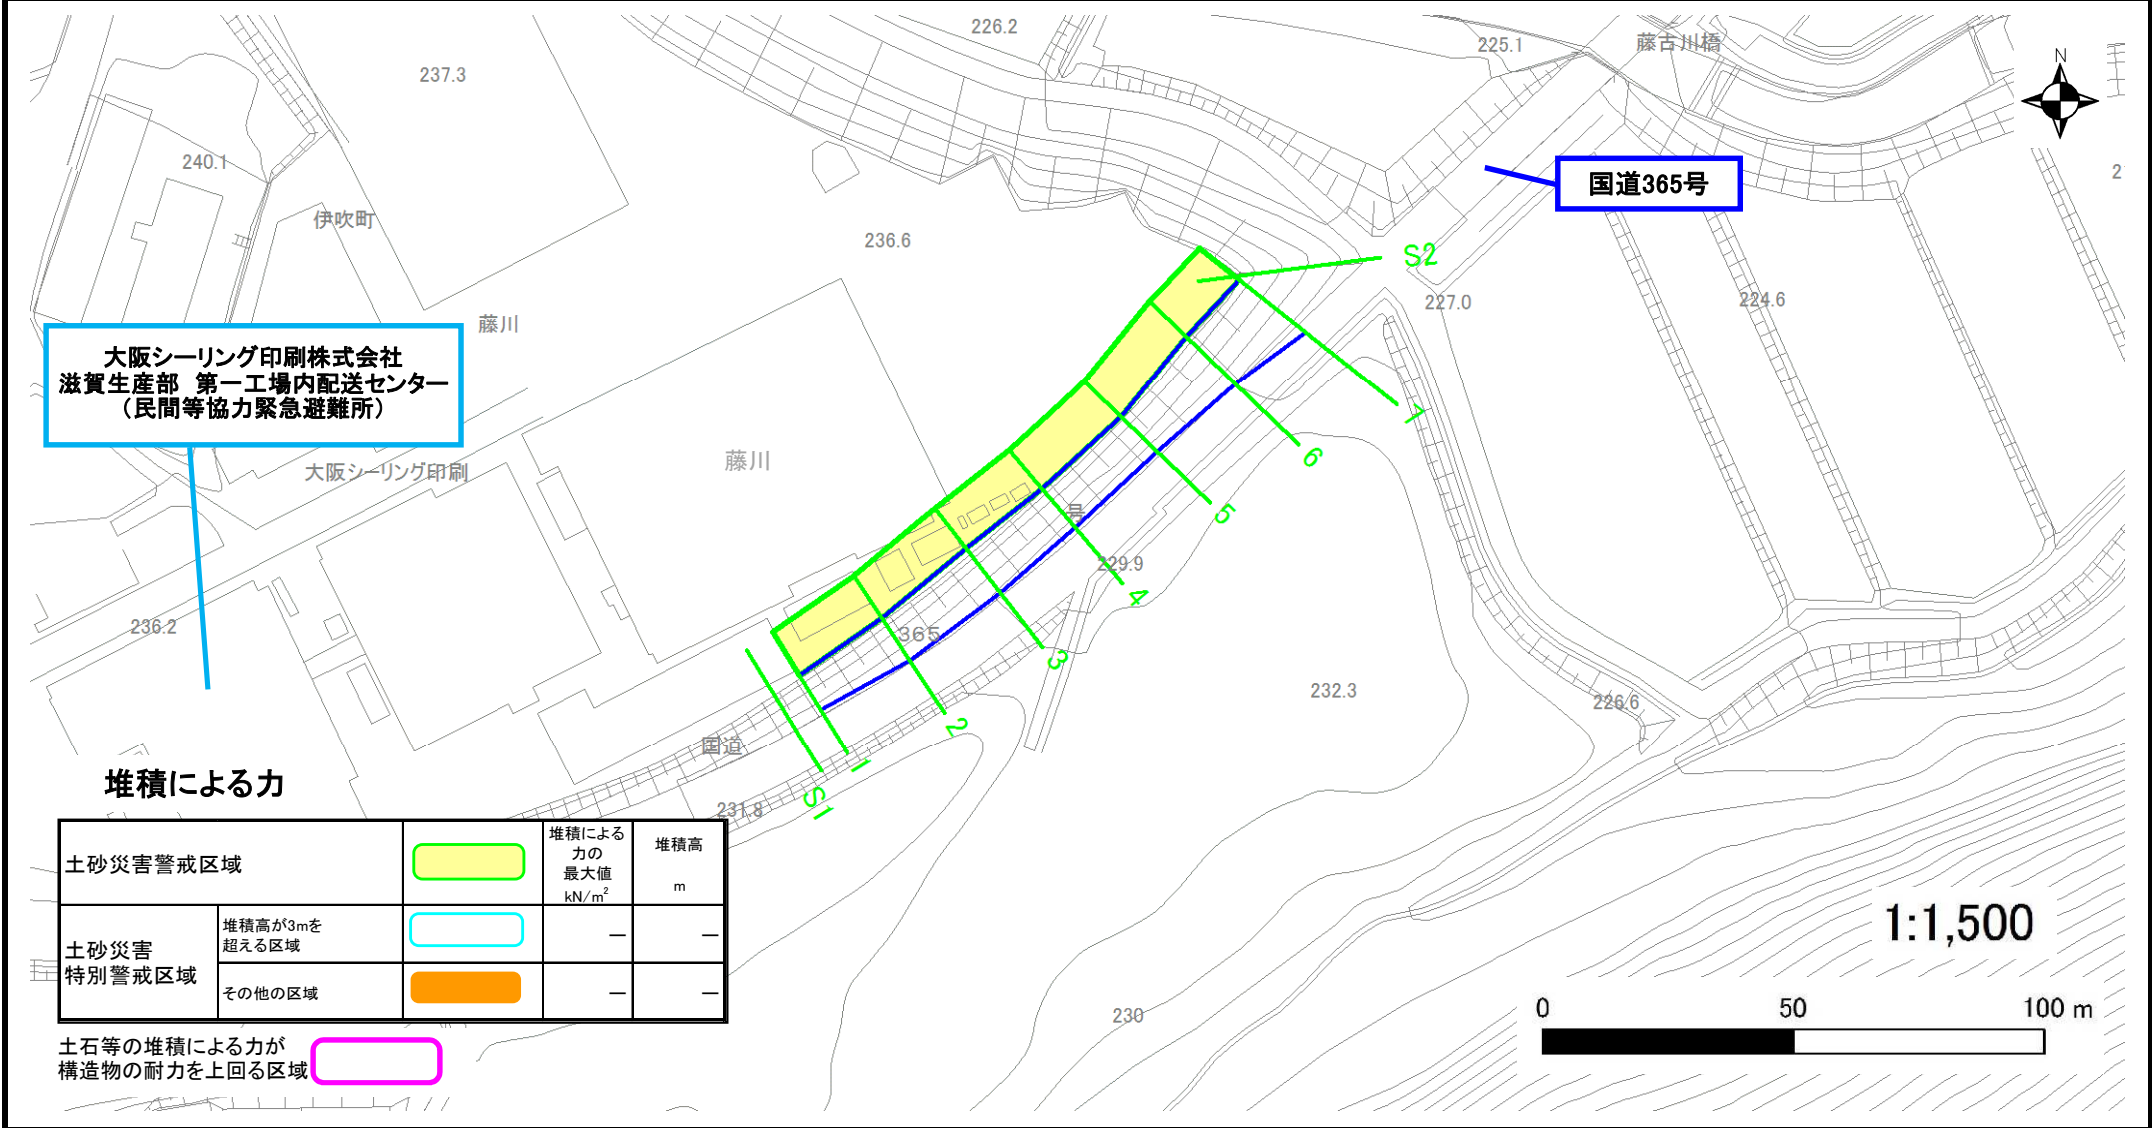 226.2
225.1
藤古川橋
237.3
N
240.1
国道365号
伊吹町
236.6
S2
227.0
224.6
藤川
大阪シーリング印刷株式会社
滋賀生産部 第一工場内配送センター
（民間等協力緊急避難所）
大阪シーリング印刷
藤川
7
6
5
号
229.9
4
236.2
365
3
232.3
226.6
2
国道
1
S1
231.8
堆積による力
土砂災害警戒区域
堆積による
力の
最大値
kN/m²
堆積高
m
土砂災害
特別警戒区域
堆積高が3mを
超える区域
― ―
その他の区域
― ―
土石等の堆積による力が
構造物の耐力を上回る区域
230
1:1,500
0 50 100 m